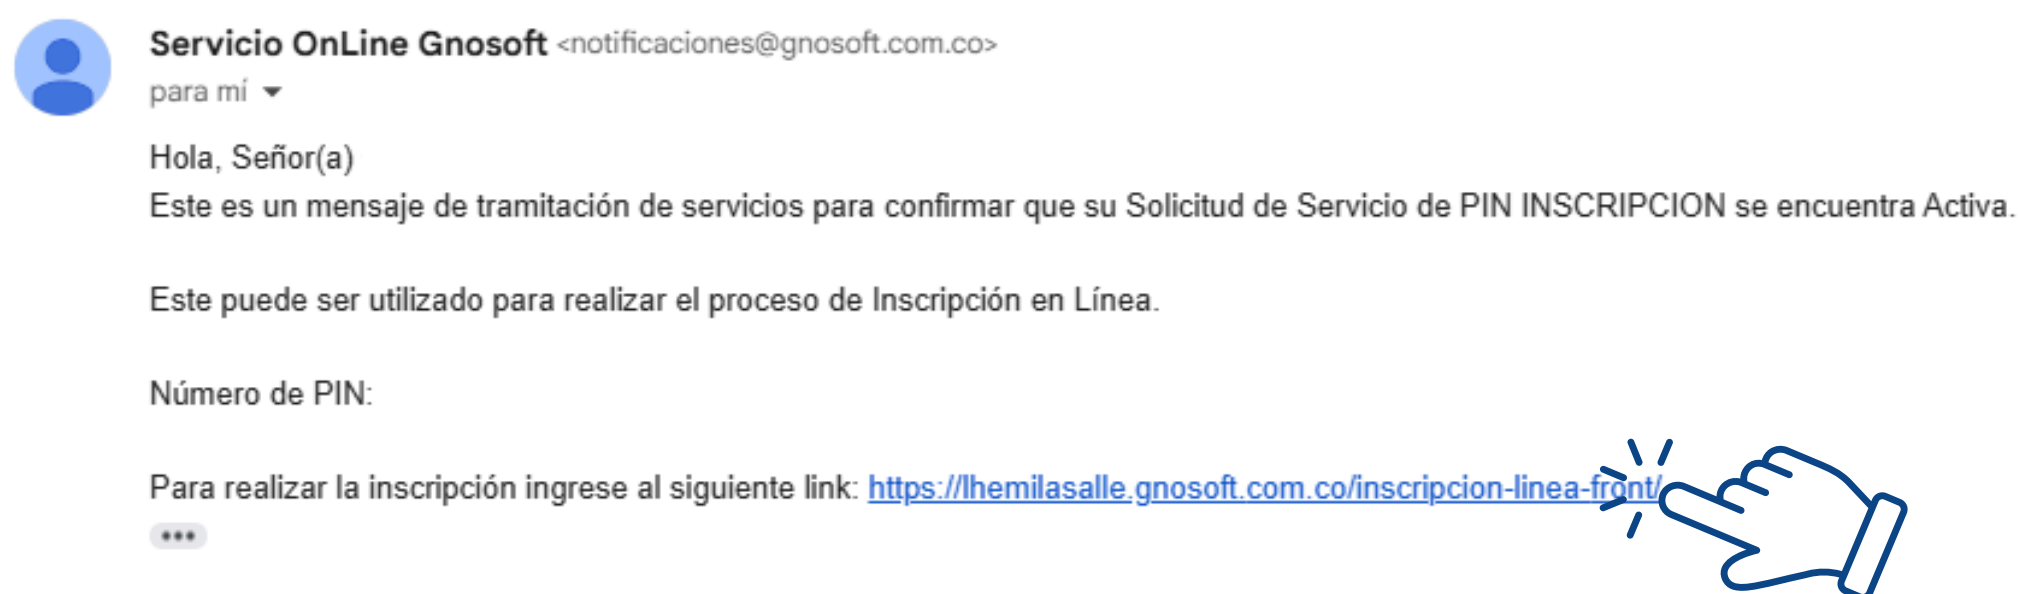 Servicio OnLine Gnosoft <notificaciones@gnosoft.com.co>
para mí
Hola, Señor(a)
Este es un mensaje de tramitación de servicios para confirmar que su Solicitud de Servicio de PIN INSCRIPCION se encuentra Activa.
Este puede ser utilizado para realizar el proceso de Inscripción en Línea.
Número de PIN:
Para realizar la inscripción ingrese al siguiente link: https://lhemilasalle.gnosoft.com.co/inscripcion-linea-front/